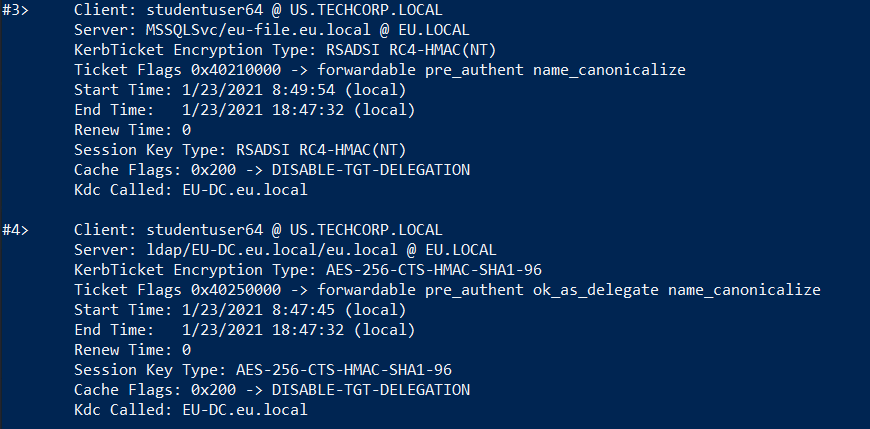 #3> Client: studentuser64 @ US.TECHCORP.LOCAL
Server: MSSQLSvc/eu-file.eu.local @ EU.LOCAL
KerbTicket Encryption Type: RSADSI RC4-HMAC(NT)
Ticket Flags 0x40210000 -> forwardable pre_authent name_canonicalize
Start Time: 1/23/2021 8:49:54 (local)
End Time:   1/23/2021 18:47:32 (local)
Renew Time: 0
Session Key Type: RSADSI RC4-HMAC(NT)
Cache Flags: 0x200 -> DISABLE-TGT-DELEGATION
Kdc Called: EU-DC.eu.local
#4> Client: studentuser64 @ US.TECHCORP.LOCAL
Server: ldap/EU-DC.eu.local/eu.local @ EU.LOCAL
KerbTicket Encryption Type: AES-256-CTS-HMAC-SHA1-96
Ticket Flags 0x40250000 -> forwardable pre_authent ok_as_delegate name_canonicalize
Start Time: 1/23/2021 8:47:45 (local)
End Time:   1/23/2021 18:47:32 (local)
Renew Time: 0
Session Key Type: AES-256-CTS-HMAC-SHA1-96
Cache Flags: 0x200 -> DISABLE-TGT-DELEGATION
Kdc Called: EU-DC.eu.local